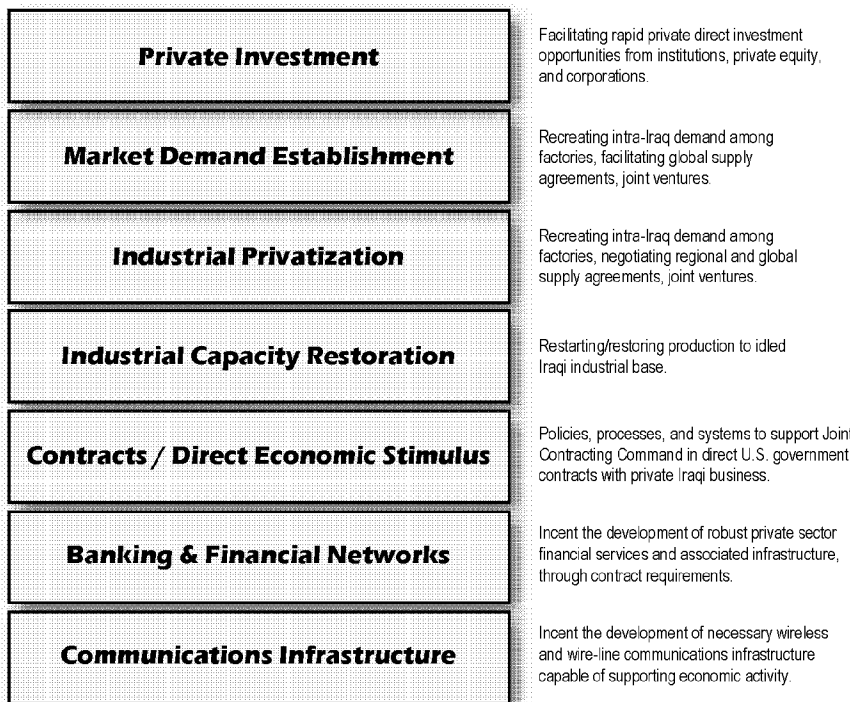 Private Investment
Facilitating rapid private direct investment
opportunities from institutions, private equity,
and corporations.
Market Demand Establishment
Recreating intra-Iraq demand among
factories, facilitating global supply
agreements, joint ventures.
Industrial Privatization
Recreating intra-Iraq demand among
factories, negotiating regional and global
supply agreements, joint ventures.
Industrial Capacity Restoration
Restarting/restoring production to idled
Iraqi industrial base.
Contracts / Direct Economic Stimulus
Policies, processes, and systems to support Joint
Contracting Command in direct U.S. government
contracts with private Iraqi business.
Banking & Financial Networks
Incent the development of robust private sector
financial services and associated infrastructure,
through contract requirements.
Communications Infrastructure
Incent the development of necessary wireless
and wire-line communications infrastructure
capable of supporting economic activity.